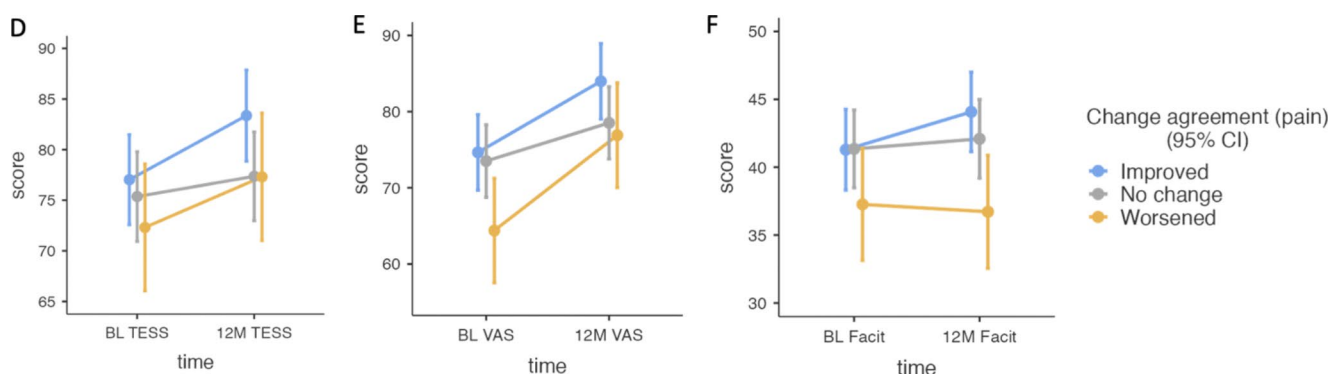 D
90
85
80
75
70
65
score
BL TESS 12M TESS
time
E
90
80
70
60
score
BL VAS 12M VAS
time
F
50
45
40
35
30
score
BL Facit 12M Facit
time
Change agreement (pain)
(95% CI)
Improved
No change
Worsened